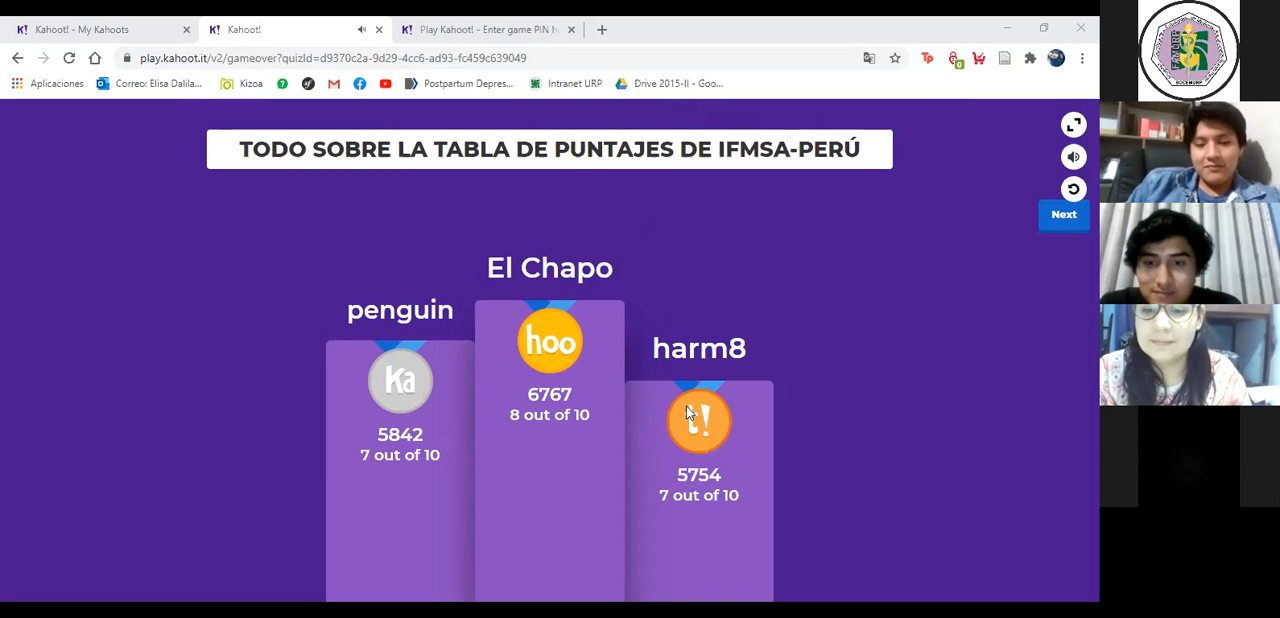 Kahoot! - My Kahoots
Kahoot!
Play Kahoot! - Enter game PIN h
play.kahoot.it/v2/gameover?quizId=d9370c2a-9d29-4cc6-ad93-fc459c639049
Aplicaciones
Correo: Elisa Dalila...
Kizoa
Postpartum Depres...
Intranet URP
Drive 2015-II - Goo...
TODO SOBRE LA TABLA DE PUNTAJES DE IFMSA-PERÚ
Next
El Chapo
penguin
harm8
hoo
Ka
t!
6767
8 out of 10
5842
7 out of 10
5754
7 out of 10